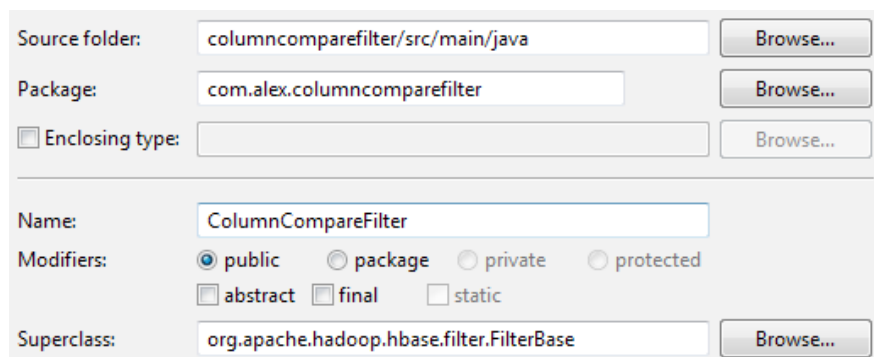 Source folder: columncomparefilter/src/main/java Browse...
Package: com.alex.columncomparefilter Browse...
Enclosing type: Browse...
Name: ColumnCompareFilter
Modifiers: public package private protected
abstract final static
Superclass: org.apache.hadoop.hbase.filter.FilterBase Browse...